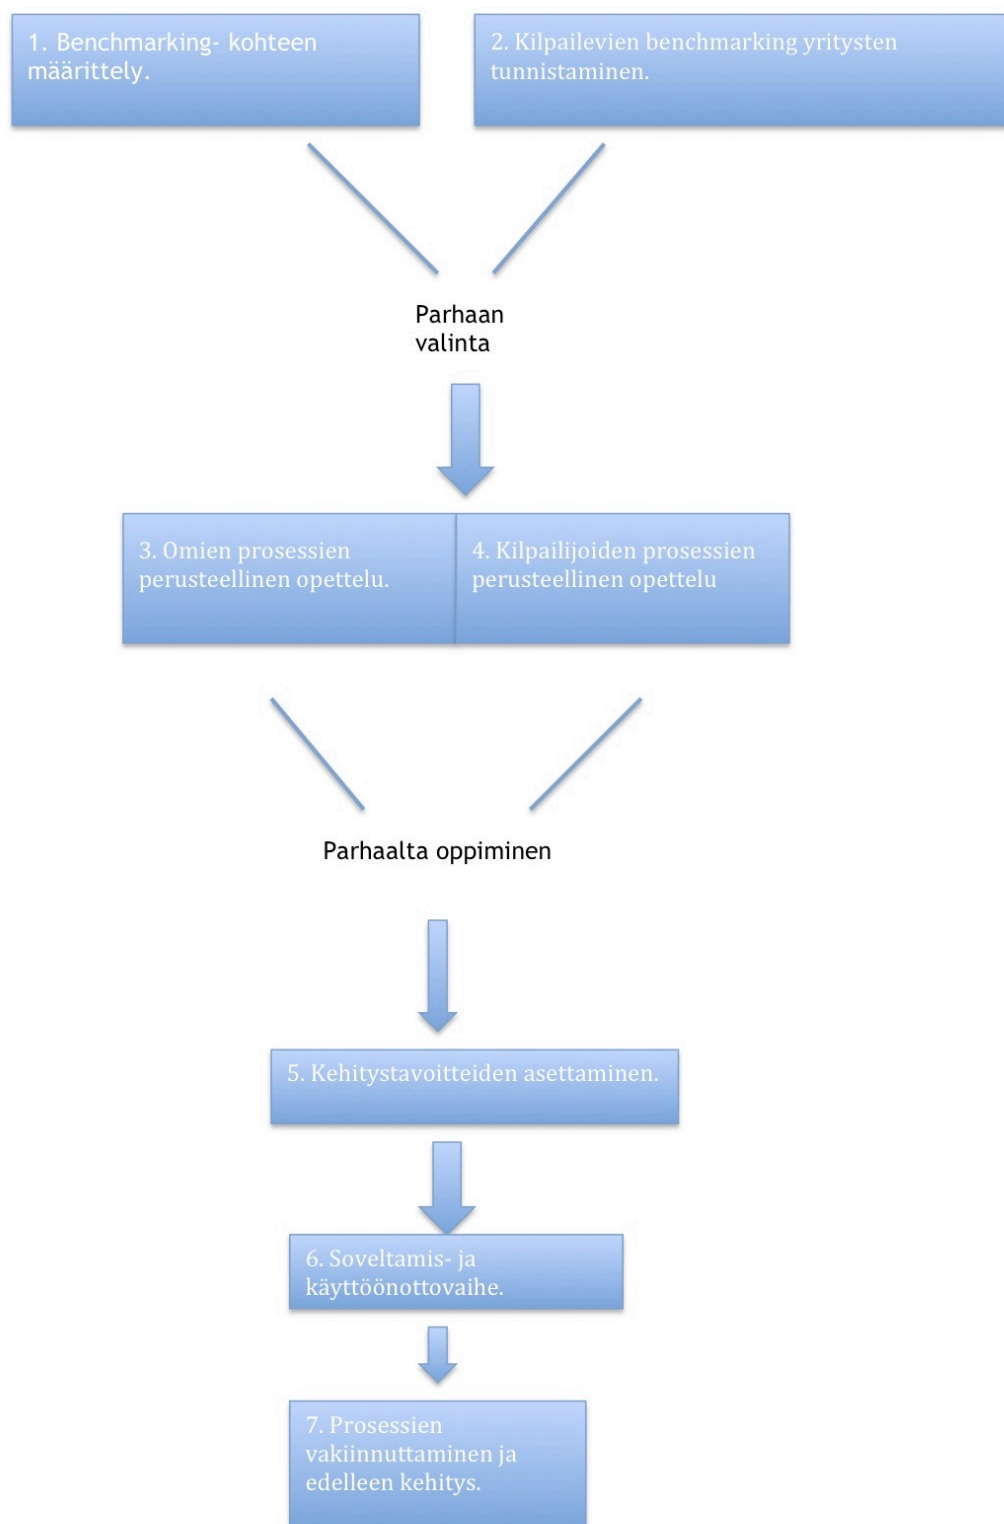 1. Benchmarking- kohteen
määrittely.
2. Kilpailevien benchmarking yritysten
tunnistaminen.
Parhaan
valinta
3. Omien prosessien
perusteellinen opettelu.
4. Kilpailijoiden prosessien
perusteellinen opettelu
Parhaalta oppiminen
5. Kehitystavoitteiden asettaminen.
6. Soveltamis- ja
käyttöönottovaihe.
7. Prosessien
vakiinnuttaminen ja
edelleen kehitys.